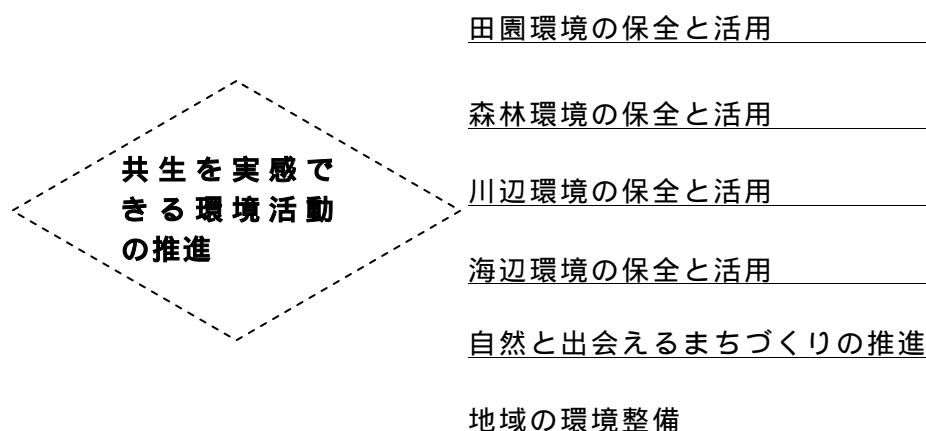 田園環境の保全と活用
森林環境の保全と活用
共生を実感で
きる環境活動
の推進
川辺環境の保全と活用
海辺環境の保全と活用
自然と出会えるまちづくりの推進
地域の環境整備